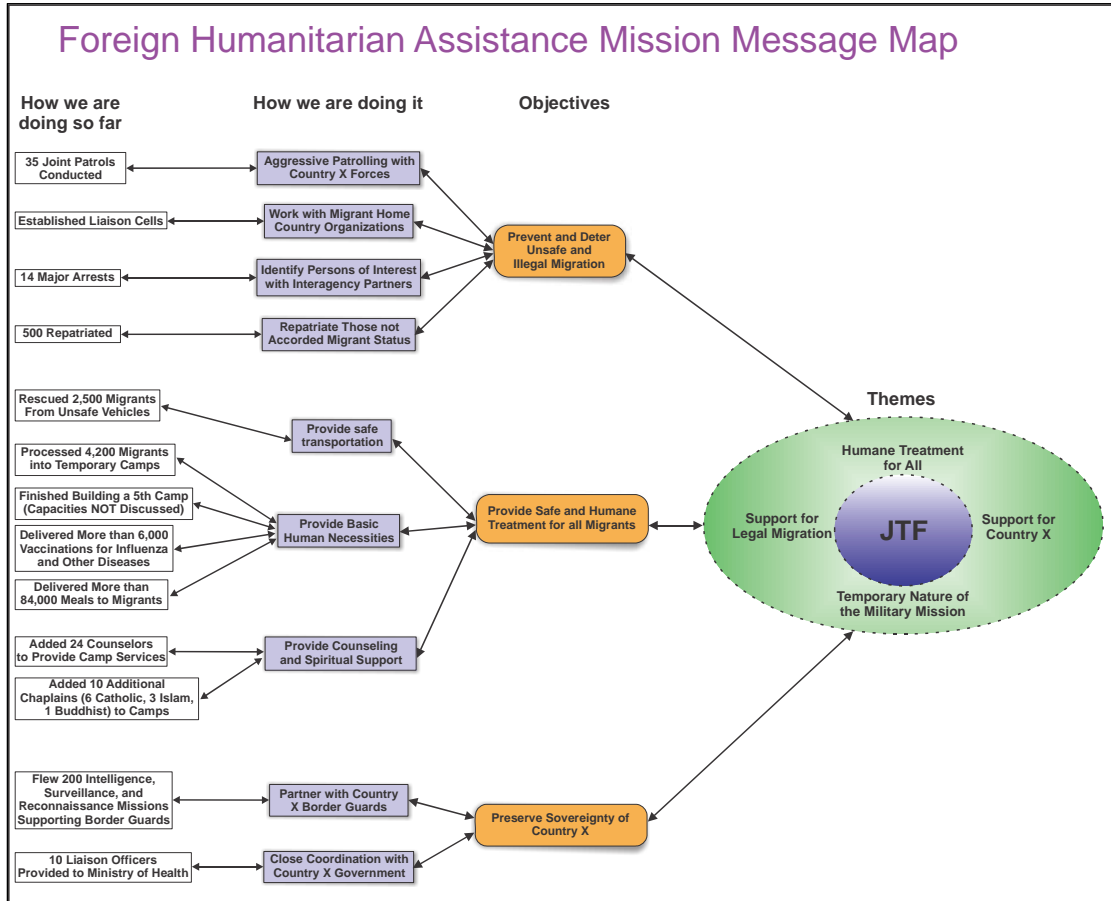 Foreign Humanitarian Assistance Mission Message Map
How we are
doing so far
How we are doing it
Objectives
35 Joint Patrols
Conducted
Aggressive Patrolling with
Country X Forces
Established Liaison Cells
Work with Migrant Home
Country Organizations
Prevent and Deter
Unsafe and
Illegal Migration
14 Major Arrests
Identify Persons of Interest
with Interagency Partners
500 Repatriated
Repatriate Those not
Accorded Migrant Status
Rescued 2,500 Migrants
From Unsafe Vehicles
Provide safe
transportation
Processed 4,200 Migrants
into Temporary Camps
Finished Building a 5th Camp
(Capacities NOT Discussed)
Provide Basic
Human Necessities
Provide Safe and Humane
Treatment for all Migrants
Delivered More than 6,000
Vaccinations for Influenza
and Other Diseases
Delivered More than
84,000 Meals to Migrants
Added 24 Counselors
to Provide Camp Services
Provide Counseling
and Spiritual Support
Added 10 Additional
Chaplains (6 Catholic, 3 Islam,
1 Buddhist) to Camps
Flew 200 Intelligence,
Surveillance, and
Reconnaissance Missions
Supporting Border Guards
Partner with Country
X Border Guards
Preserve Sovereignty of
Country X
10 Liaison Officers
Provided to Ministry of Health
Close Coordination with
Country X Government
Themes
Humane Treatment
for All
Support for
Legal Migration
JTF
Support for
Country X
Temporary Nature of
the Military Mission